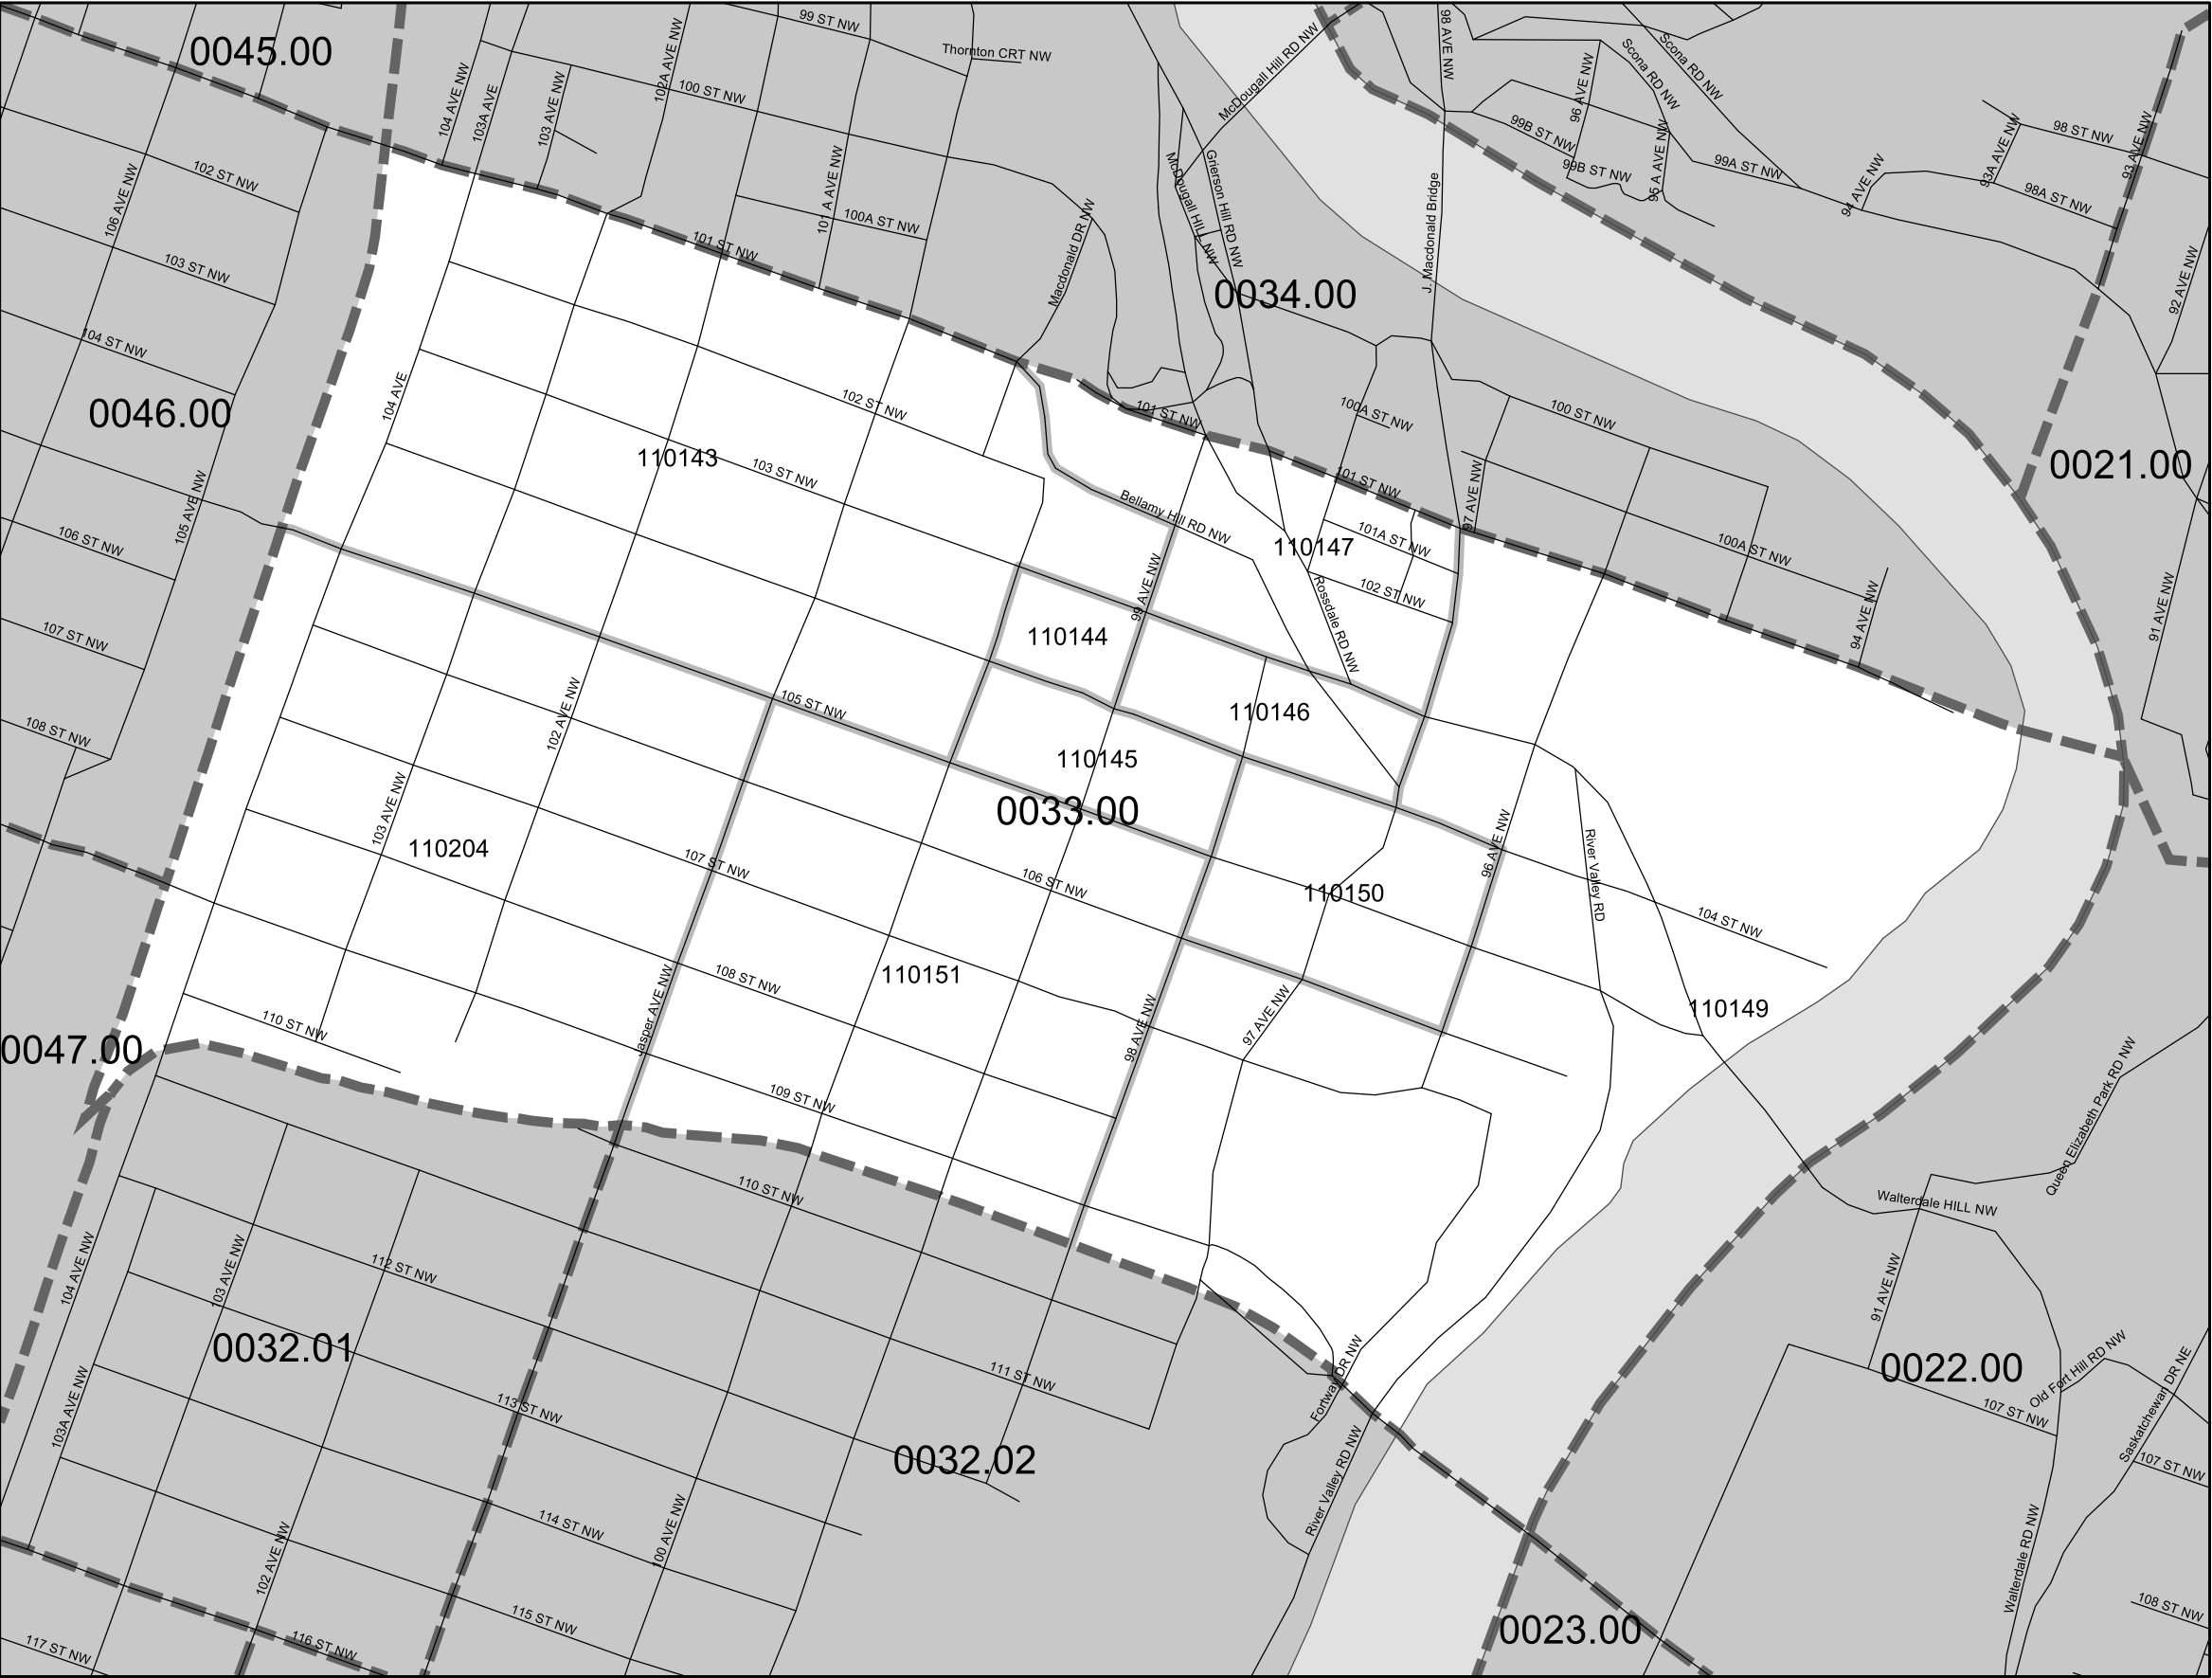 99 ST NW
0045.00
Thornton CRT NW
McDougall Hill RD NW
98 AVE NW
Scona RD NW
Scona RD NW
104 AVE NW
103A AVE
103 AVE NW
102A AVE NW
100 ST NW
96 AVE NW
99B ST NW
98 ST NW
93 AVE NW
106 AVE NW
102 ST NW
101 A AVE NW
McDougall HILL NW
Grierson Hill RD NW
99B ST NW
95 A AVE NW
99A ST NW
94 AVE NW
93A AVE NW
98A ST NW
100A ST NW
101 ST NW
Macdonald DR NW
J. Macdonald Bridge
103 ST NW
0034.00
92 AVE NW
104 ST NW
104 AVE
0046.00
102 ST NW
101 ST NW
100A ST NW
100 ST NW
110143
103 ST NW
101 ST NW
0021.00
97 AVE NW
105 AVE NW
Bellamy Hill RD NW
106 ST NW
110147
101A ST NW
100A ST NW
99 AVE NW
Rossdale RD NW
102 ST NW
94 AVE NW
91 AVE NW
107 ST NW
110144
102 AVE NW
105 ST NW
110146
108 ST NW
110145
0033.00
103 AVE NW
110204
107 ST NW
106 ST NW
110150
96 AVE NW
River Valley RD
104 ST NW
108 ST NW
110151
Jasper AVE NW
98 AVE NW
97 AVE NW
110149
110 ST NW
0047.00
109 ST NW
Queen Elizabeth Park RD NW
110 ST NW
Walterdale HILL NW
104 AVE NW
103 AVE NW
112 ST NW
91 AVE NW
0032.01
111 ST NW
Fortway DR NW
0022.00
Old Fort Hill RD NW
Saskatchewan DR NE
103A AVE NW
113 ST NW
107 ST NW
0032.02
107 ST NW
River Valley RD NW
114 ST NW
100 AVE NW
102 AVE NW
Walterdale RD NW
108 ST NW
115 ST NW
0023.00
117 ST NW
116 ST NW